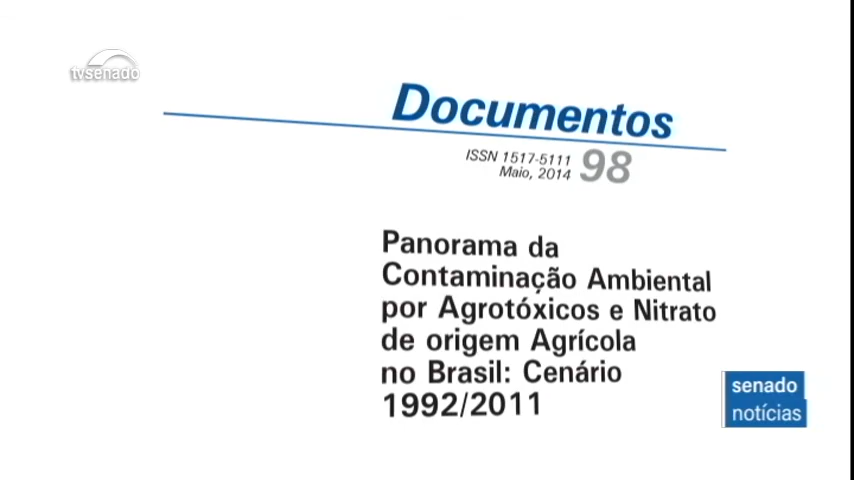 tvsenado
Documentos
ISSN 1517-5111
Maio, 2014
98
Panorama da
Contaminação Ambiental
por Agrotóxicos e Nitrato
de origem Agrícola
no Brasil: Cenário
1992/2011
senado
notícias